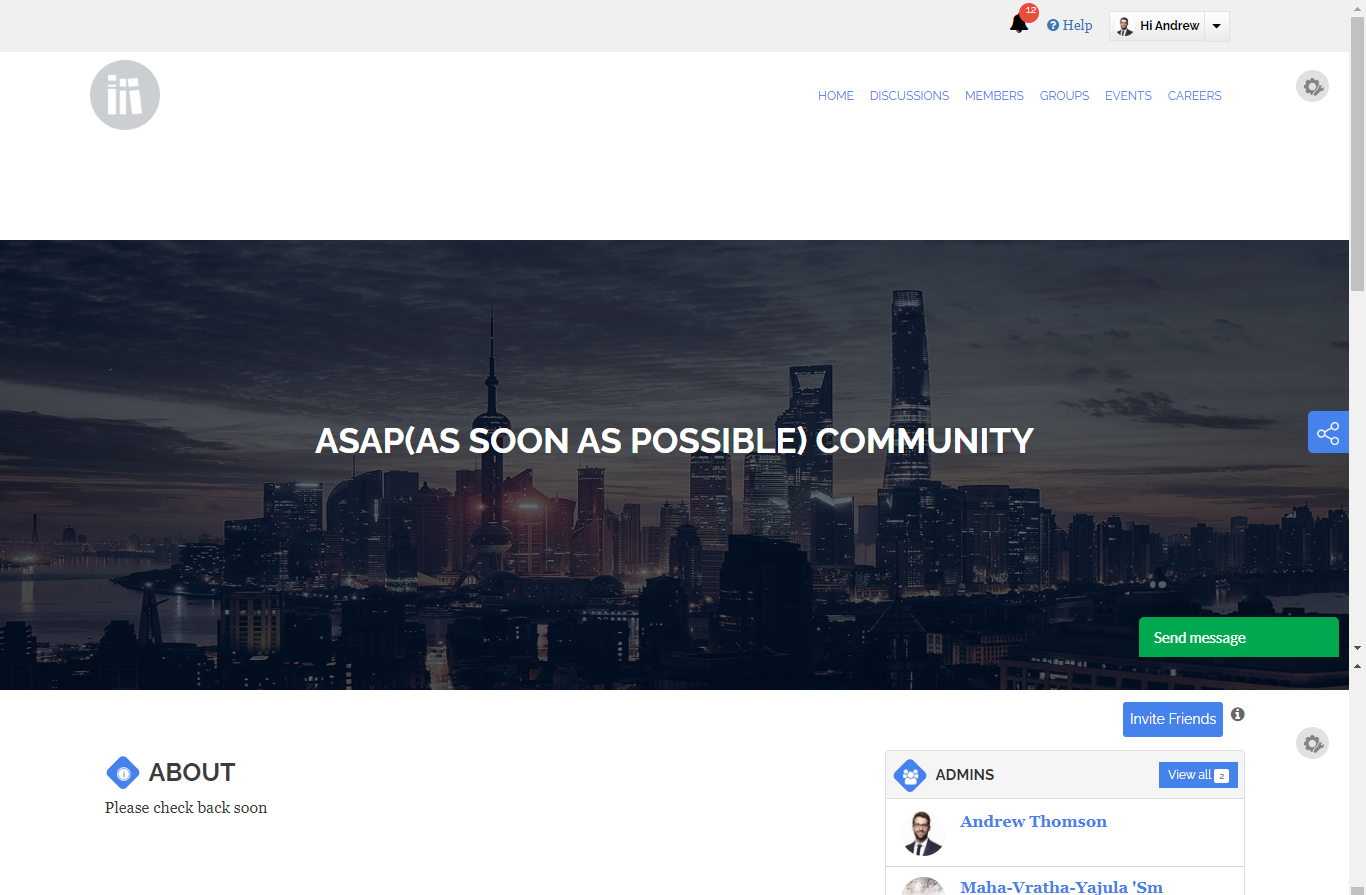 12
Help
Hi Andrew
HOME DISCUSSIONS MEMBERS GROUPS EVENTS CAREERS
ASAP(AS SOON AS POSSIBLE) COMMUNITY
Send message
Invite Friends
ABOUT
Please check back soon
ADMINS
View all 2
Andrew Thomson
Maha-Vratha-Yajula 'Sm